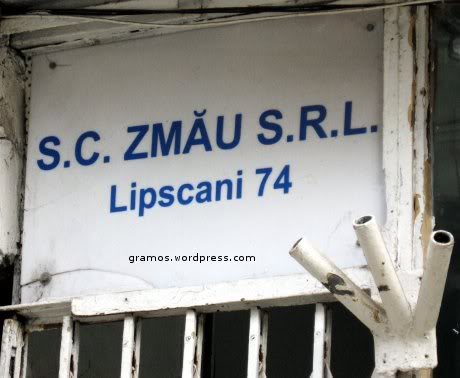 S.C. ZMĂU S.R.L.
Lipscani 74
gramos.wordpress.com